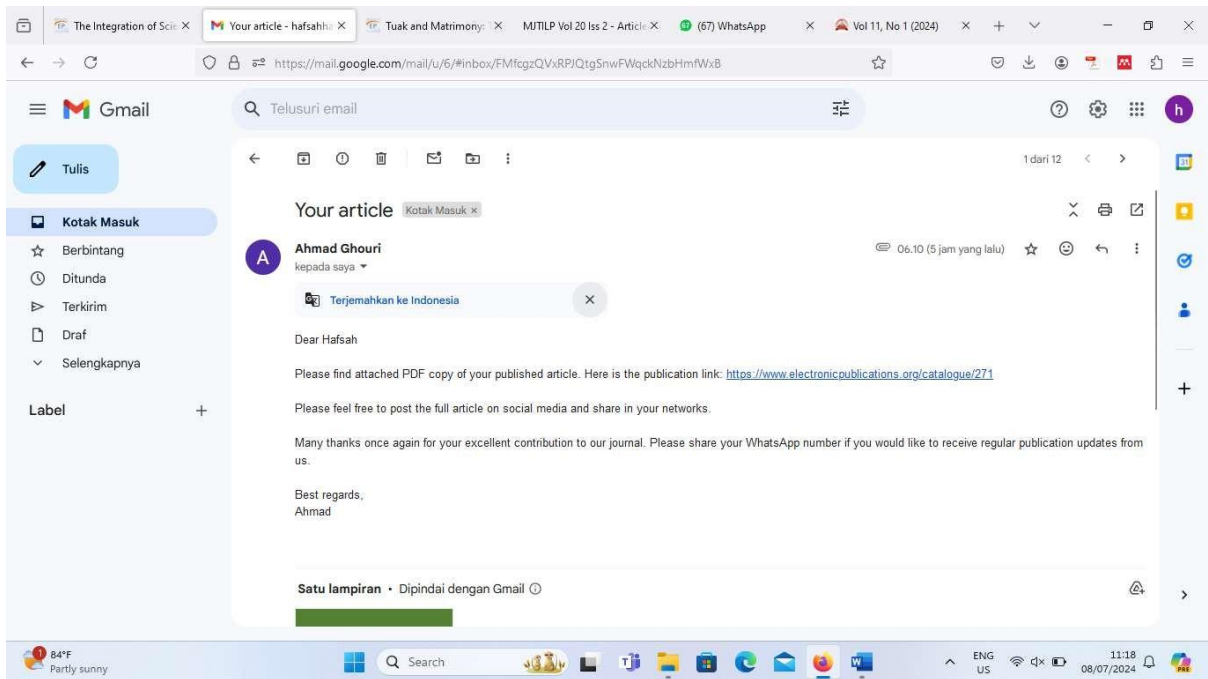 The Integration of Scie
Your article - hafsahha
Tuak and Matrimony:
MJTILP Vol 20 Iss 2 - Article
(67) WhatsApp
Vol 11, No 1 (2024)
https://mail.google.com/mail/u/6/#inbox/FMfcgzQVxRPJQtgSnwFWqckNzbHmfWxB
Gmail
Telusuri email
h
Tulis
1 dari 12
31
Kotak Masuk
Berbintang
Ditunda
Terkirim
Draf
Selengkapnya
Label
Your article Kotak Masuk ×
A
Ahmad Ghouri
06.10 (5 jam yang lalu)
kepada saya
Terjemahkan ke Indonesia
Dear Hafsah
Please find attached PDF copy of your published article. Here is the publication link: https://www.electronicpublications.org/catalogue/271
Please feel free to post the full article on social media and share in your networks.
Many thanks once again for your excellent contribution to our journal. Please share your WhatsApp number if you would like to receive regular publication updates from
us.
Best regards,
Ahmad
Satu lampiran • Dipindai dengan Gmail
1
84°F
Partly sunny
Search
ENG
US
11:18
08/07/2024
PRE